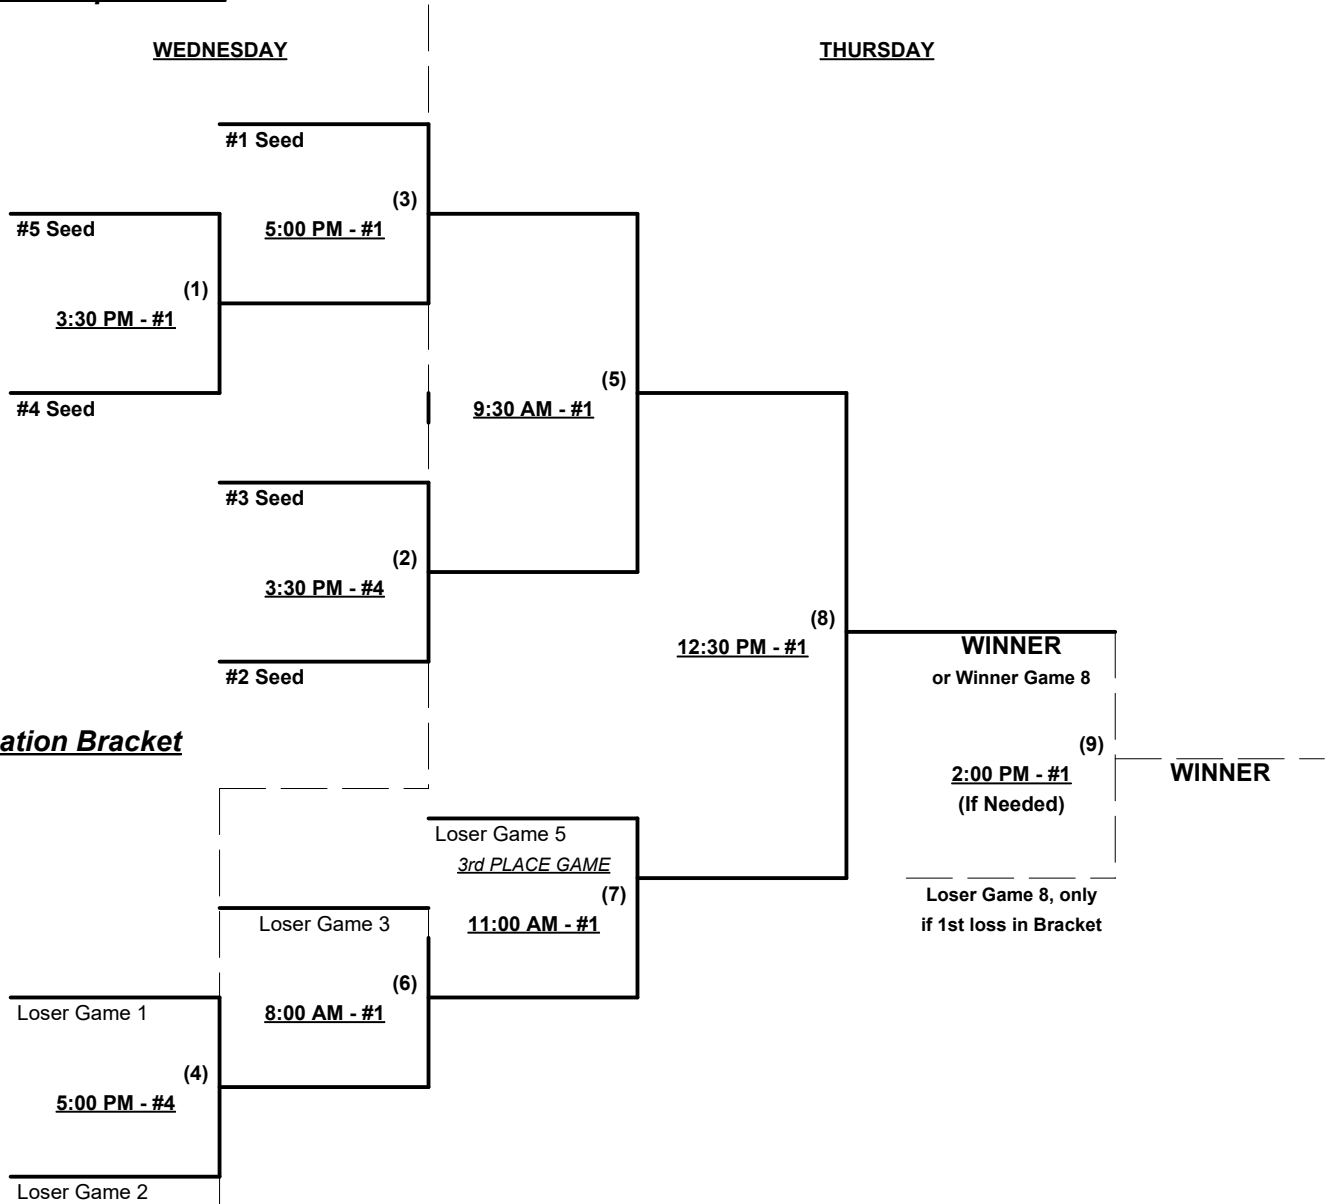 WEDNESDAY
THURSDAY
#1 Seed
(3)
#5 Seed
5:00 PM - #1
(1)
3:30 PM - #1
(5)
#4 Seed
9:30 AM - #1
#3 Seed
(2)
3:30 PM - #4
(8)
12:30 PM - #1
WINNER
#2 Seed
or Winner Game 8
ation Bracket
(9)
2:00 PM - #1
WINNER
(If Needed)
Loser Game 5
3rd PLACE GAME
(7)
Loser Game 8, only
Loser Game 3
11:00 AM - #1
if 1st loss in Bracket
(6)
Loser Game 1
8:00 AM - #1
(4)
5:00 PM - #4
Loser Game 2